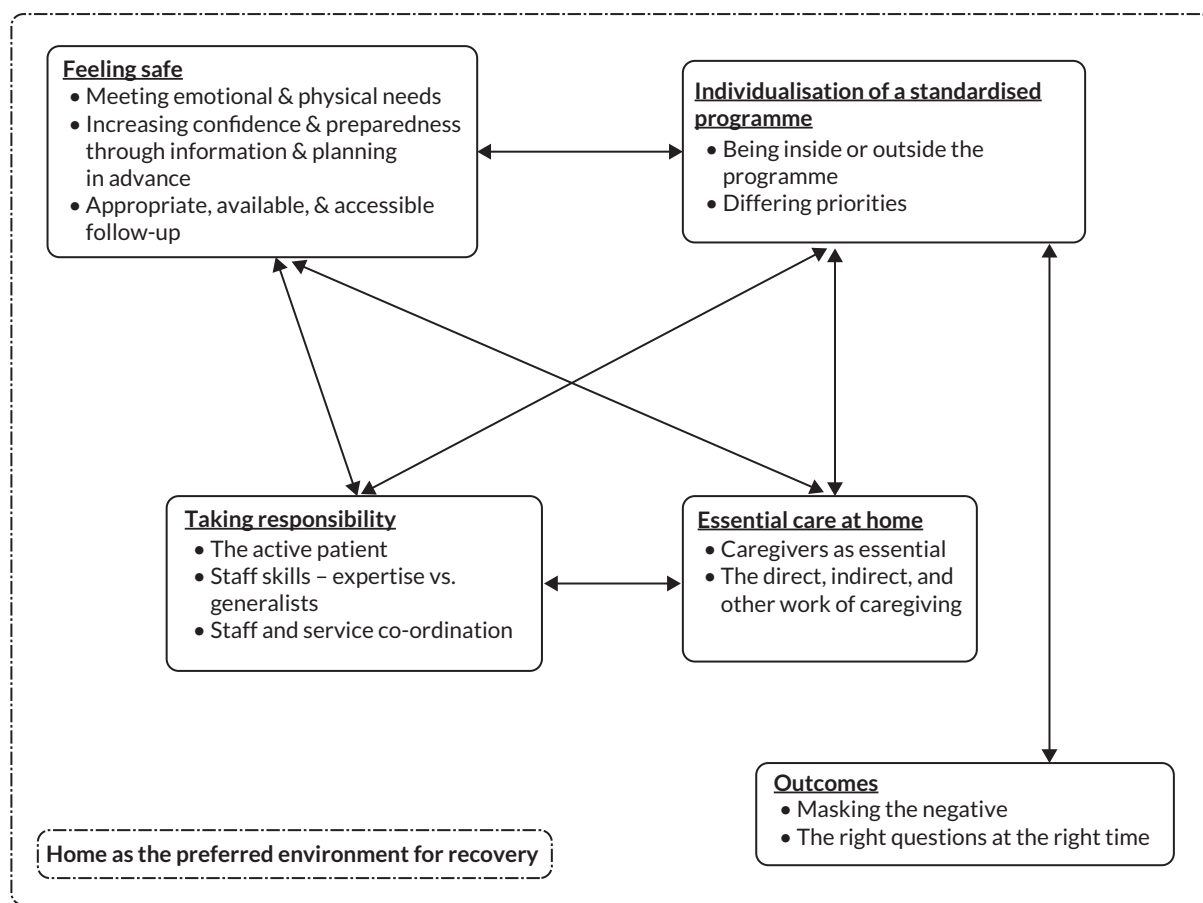 Feeling safe
• Meeting emotional & physical needs
• Increasing confidence & preparedness
through information & planning
in advance
• Appropriate, available, & accessible
follow-up
Individualisation of a standardised
programme
• Being inside or outside the
programme
• Differing priorities
Taking responsibility
• The active patient
• Staff skills – expertise vs.
generalists
• Staff and service co-ordination
Essential care at home
• Caregivers as essential
• The direct, indirect, and
other work of caregiving
Outcomes
• Masking the negative
• The right questions at the right time
Home as the preferred environment for recovery